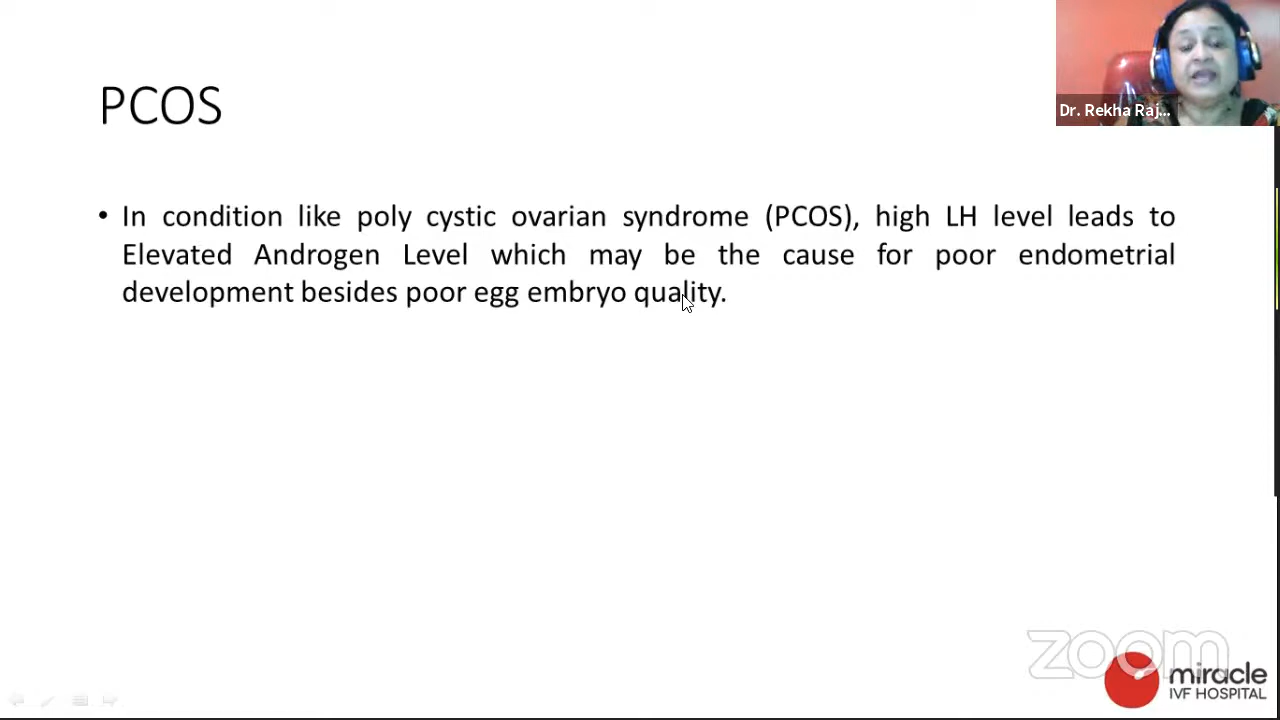 Dr. Rekha Raj...
PCOS
• In condition like poly cystic ovarian syndrome (PCOS), high LH level leads to
Elevated Androgen Level which may be the cause for poor endometrial
development besides poor egg embryo quality.
zoom
miracle
IVF HOSPITAL